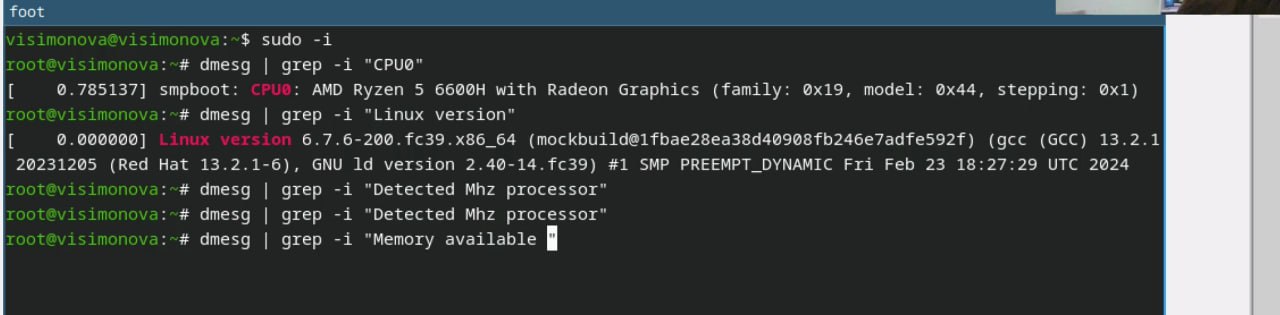 foot
visimonova@visimonova:~$ sudo -i
root@visimonova:~# dmesg | grep -i "CPU0"
[    0.785137] smpboot: CPU0: AMD Ryzen 5 6600H with Radeon Graphics (family: 0x19, model: 0x44, stepping: 0x1)
root@visimonova:~# dmesg | grep -i "Linux version"
[    0.000000] Linux version 6.7.6-200.fc39.x86_64 (mockbuild@1fbae28ea38d40908fb246e7adfe592f) (gcc (GCC) 13.2.1
 20231205 (Red Hat 13.2.1-6), GNU ld version 2.40-14.fc39) #1 SMP PREEMPT_DYNAMIC Fri Feb 23 18:27:29 UTC 2024
root@visimonova:~# dmesg | grep -i "Detected Mhz processor"
root@visimonova:~# dmesg | grep -i "Detected Mhz processor"
root@visimonova:~# dmesg | grep -i "Memory available "